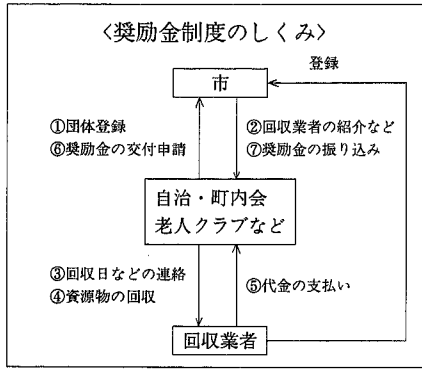 <奨励金制度のしくみ>
登録
市
①団体登録
⑥奨励金の交付申請
②回収業者の紹介など
⑦奨励金の振り込み
自治・町内会
老人クラブなど
③回収日などの連絡
④資源物の回収
⑤代金の支払い
回収業者